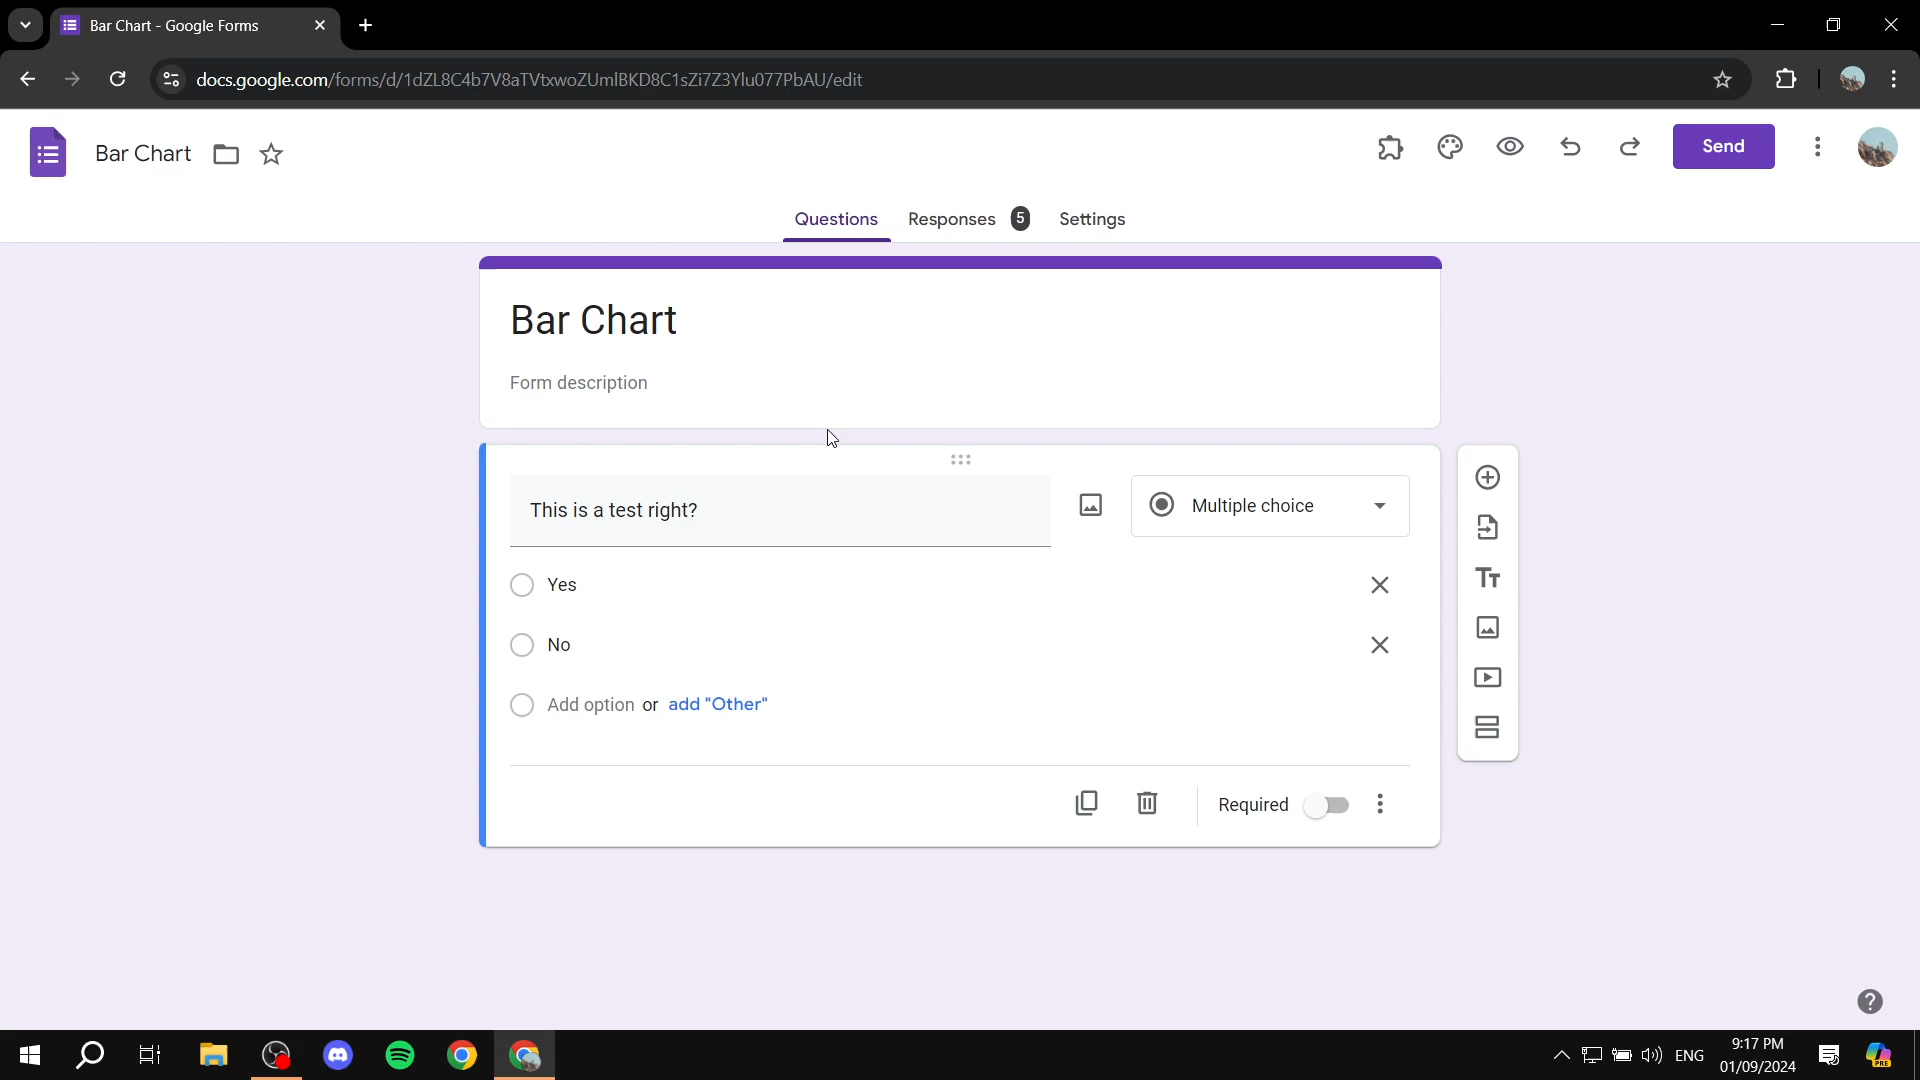 Bar Chart - Google Forms
docs.google.com/forms/d/1dZL8C4b7V8aTVtxwoZUmlBKD8C1sZi7Z3Ylu077PbAU/edit
Bar Chart
Send
Questions
Responses 5
Settings
Bar Chart
Form description
This is a test right?
Multiple choice
Yes
No
Add option or add "Other"
Required
ENG
9:17 PM
01/09/2024
PRE